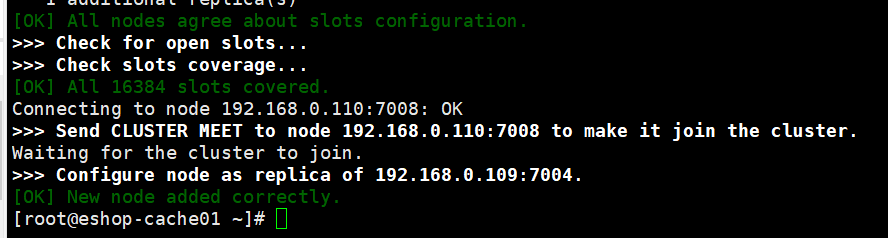 1 additional replica(s)
[OK] All nodes agree about slots configuration.
>>> Check for open slots...
>>> Check slots coverage...
[OK] All 16384 slots covered.
Connecting to node 192.168.0.110:7008: OK
>>> Send CLUSTER MEET to node 192.168.0.110:7008 to make it join the cluster.
Waiting for the cluster to join.
>>> Configure node as replica of 192.168.0.109:7004.
[OK] New node added correctly.
[root@eshop-cache01 ~]#